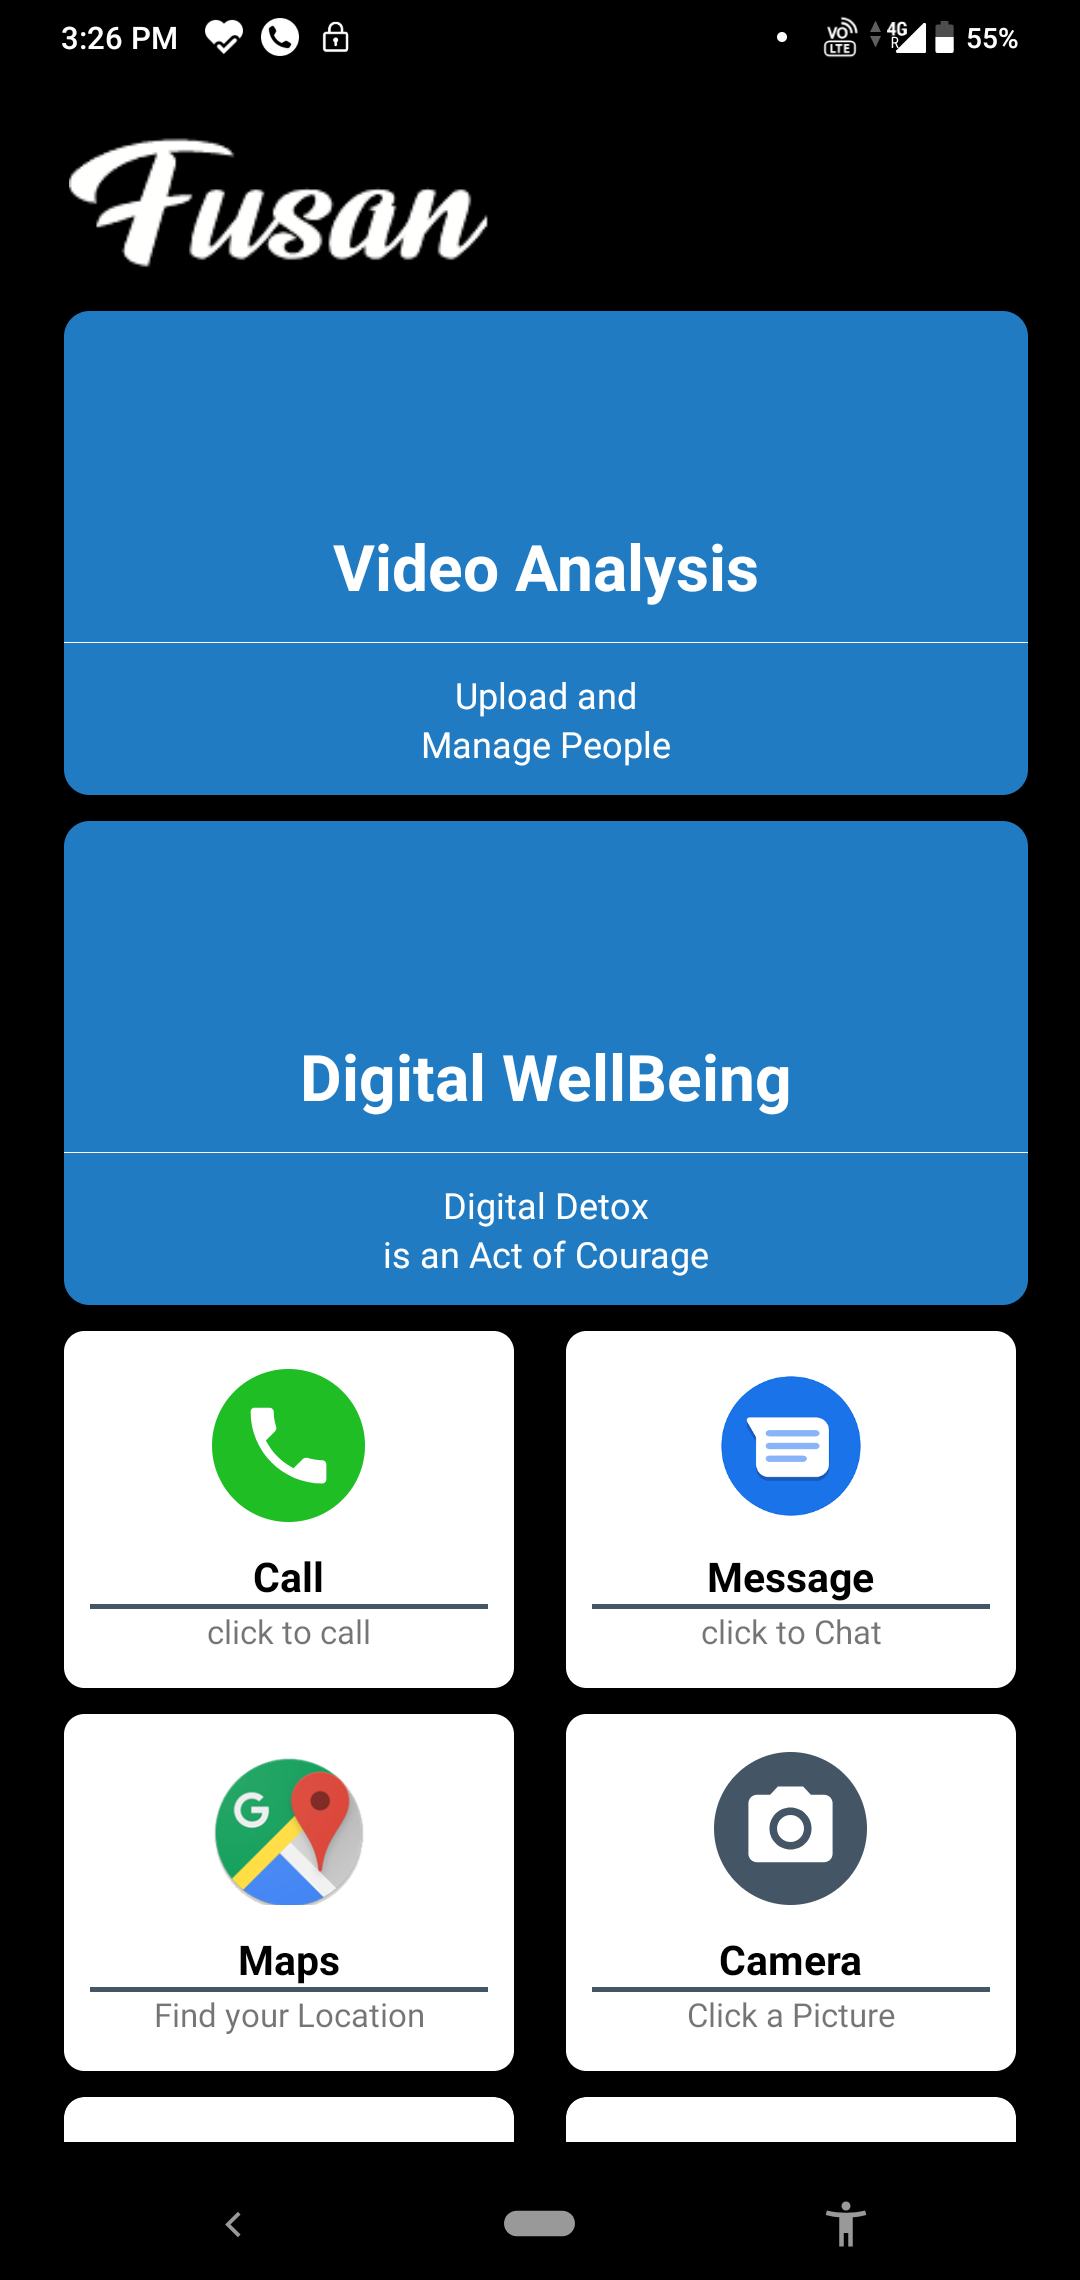 3:26 PM
VO LTE 4G R 55%
Fusan
Video Analysis
Upload and
Manage People
Digital WellBeing
Digital Detox
is an Act of Courage
Call
click to call
Message
click to Chat
G
Maps
Find your Location
Camera
Click a Picture